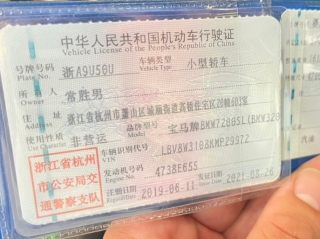 中华人民共和国机动车行驶证
Vehicle License of the People's Republic of China
号牌号码 浙A9U50U 车辆类型 小型轿车
Plate No. Vehicle Type
所有人 常胜男
住址 浙江省杭州市萧山区
使用性质 非营运 品牌型号 宝马牌BMW7200SL(BMW32
Use Character Model
浙江省杭州市公安局交通警察支队
车辆识别代号
VIN
发动机号码 4738E655
Engine No.
注册日期 2019-06-11 发证日期 2021-08-26
Register Date Issue Date